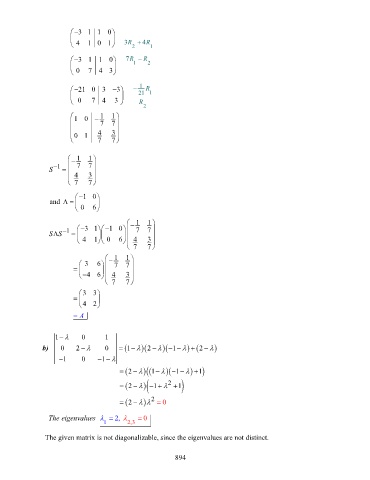 (-3 1 | 1 0
4 1 | 0 1) 3R₂ + 4R₁
(-3 1 | 1 0
0 7 | 4 3) 7R₁ − R₂
(-21 0 | 3 -3
0 7 | 4 3) -1/21 R₁
R₂
(1 0 | -1/7 1/7
0 1 | 4/7 3/7)
S⁻¹ = (-1/7 1/7
4/7 3/7)
and Λ = (-1 0
0 6)
SΛS⁻¹ = (-3 1
4 1)(-1 0
0 6)(-1/7 1/7
4/7 3/7)
= (3 6
-4 6)(-1/7 1/7
4/7 3/7)
= (3 3
4 2)
= A
b) |1−λ 0 1
0 2−λ 0
-1 0 -1−λ| = (1−λ)(2−λ)(-1−λ) + (2−λ)
= (2−λ)((1−λ)(-1−λ)+1)
= (2−λ)(-1+λ²+1)
= (2−λ)λ² = 0
The eigenvalues λ₁ = 2, λ₂,₃ = 0
The given matrix is not diagonalizable, since the eigenvalues are not distinct.
894